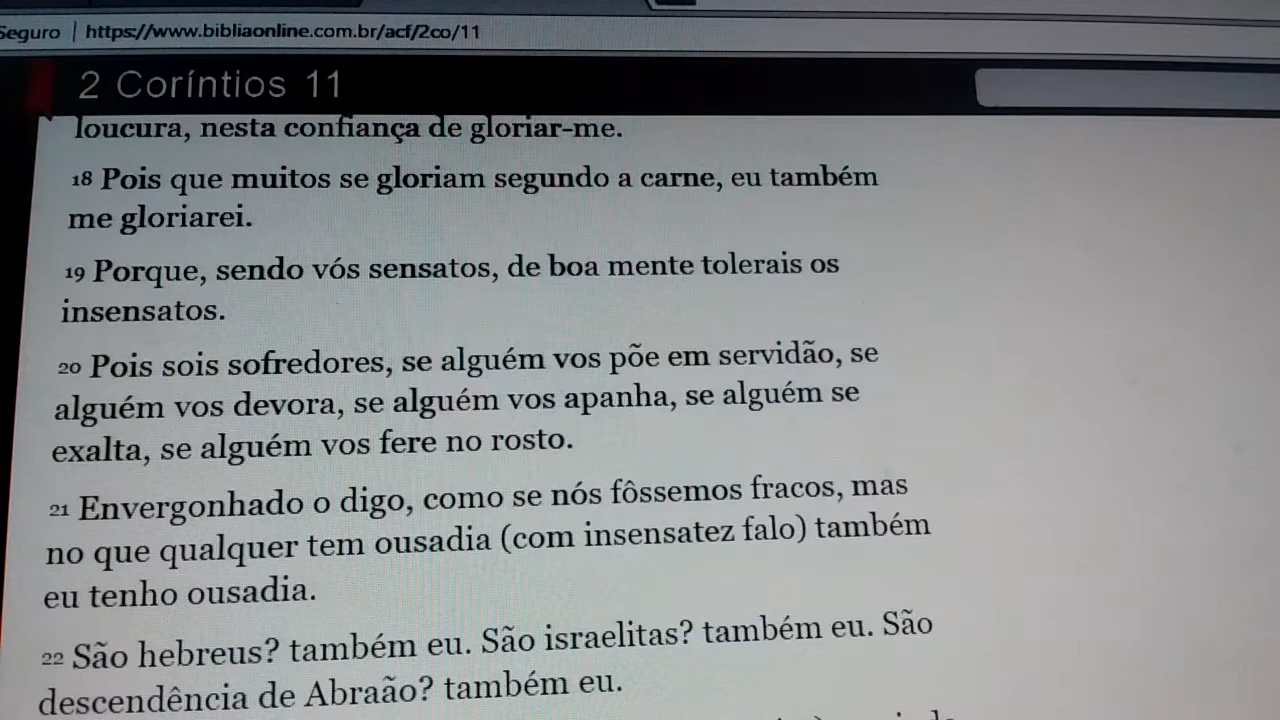 Seguro | https://www.bibliaonline.com.br/acf/2co/11
2 Coríntios 11
loucura, nesta confiança de gloriar-me.
18 Pois que muitos se gloriam segundo a carne, eu também
me gloriarei.
19 Porque, sendo vós sensatos, de boa mente tolerais os
insensatos.
20 Pois sois sofredores, se alguém vos põe em servidão, se
alguém vos devora, se alguém vos apanha, se alguém se
exalta, se alguém vos fere no rosto.
21 Envergonhado o digo, como se nós fôssemos fracos, mas
no que qualquer tem ousadia (com insensatez falo) também
eu tenho ousadia.
22 São hebreus? também eu. São israelitas? também eu. São
descendência de Abraão? também eu.